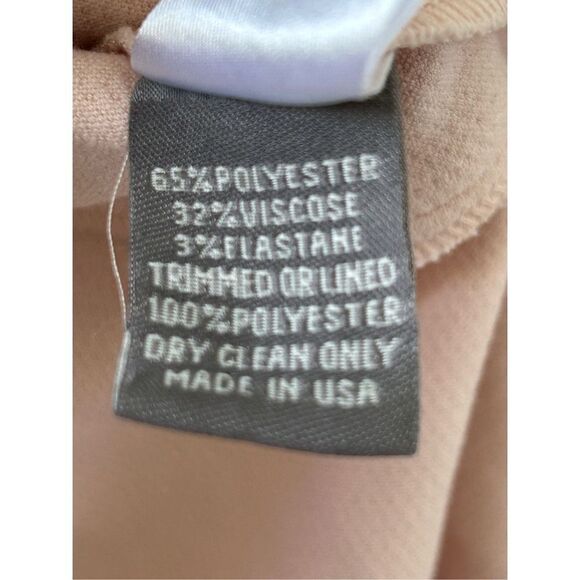 65%POLYESTER
32%VISCOSE
3%ELASTANE
TRIMMED OR LINED
100%POLYESTER
DRY CLEAN ONLY
MADE IN USA